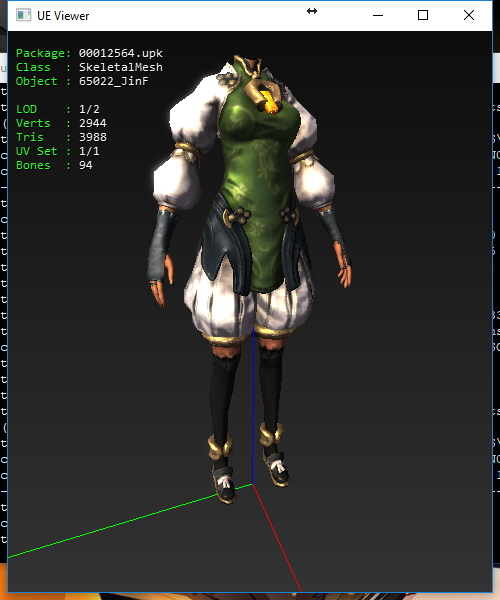 UE Viewer
Package: 00012564.upk
Class  : SkeletalMesh
Object : 65022_JinF
LOD    : 1/2
Verts  : 2944
Tris   : 3988
UV Set : 1/1
Bones  : 94